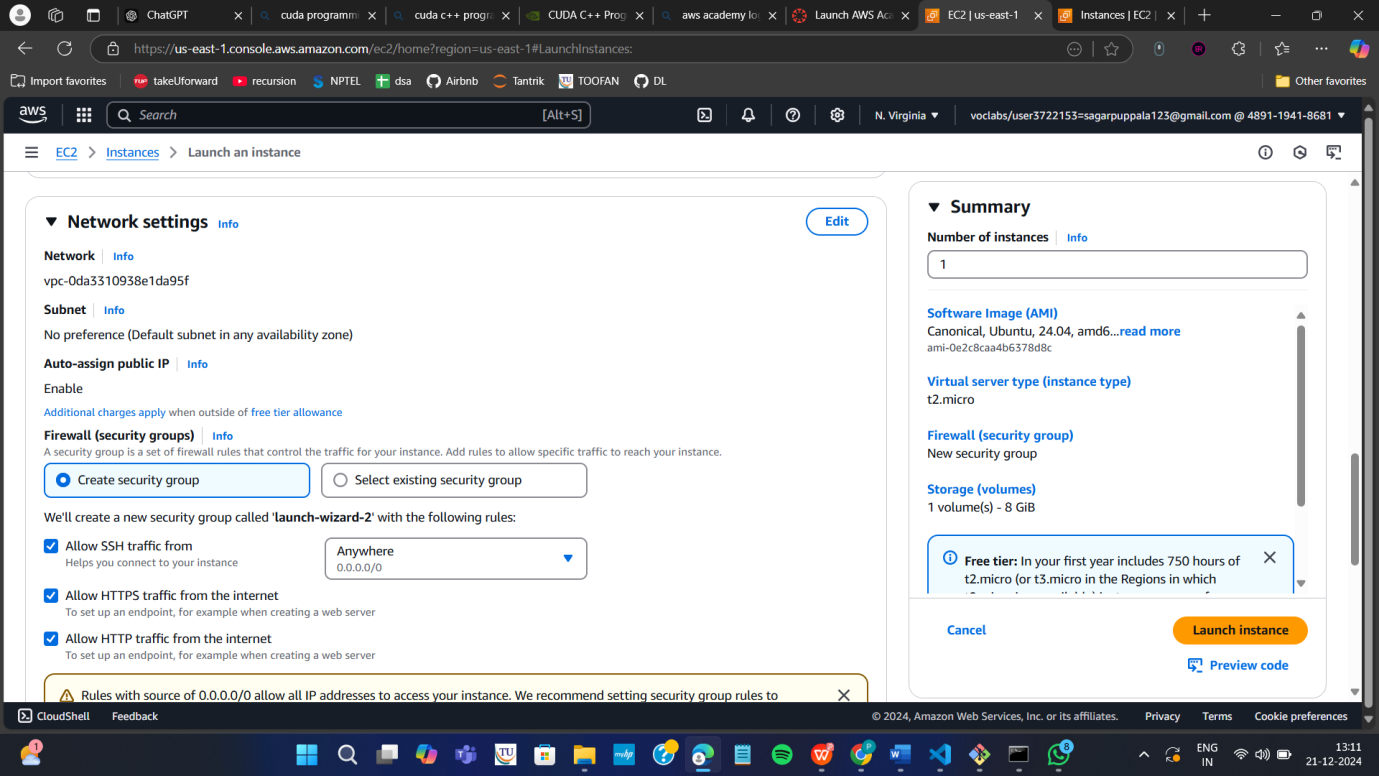 ChatGPT
cuda programmi
cuda c++ progra
CUDA C++ Prog
aws academy log
Launch AWS Aca
EC2 | us-east-1
Instances | EC2 |
https://us-east-1.console.aws.amazon.com/ec2/home?region=us-east-1#LaunchInstances:
Import favorites
takeUforward
recursion
NPTEL
dsa
Airbnb
Tantrik
TOOFAN
DL
Other favorites
aws
Search
[Alt+S]
N. Virginia
voclabs/user3722153=sagarpuppala123@gmail.com @ 4891-1941-8681
EC2
Instances
Launch an instance
Network settings Info
Edit
Network
Info
vpc-0da3310938e1da95f
Subnet
Info
No preference (Default subnet in any availability zone)
Auto-assign public IP
Info
Enable
Additional charges apply when outside of free tier allowance
Firewall (security groups)
Info
A security group is a set of firewall rules that control the traffic for your instance. Add rules to allow specific traffic to reach your instance.
Create security group
Select existing security group
We'll create a new security group called 'launch-wizard-2' with the following rules:
Allow SSH traffic from
Helps you connect to your instance
Anywhere
0.0.0.0/0
Allow HTTPS traffic from the internet
To set up an endpoint, for example when creating a web server
Allow HTTP traffic from the internet
To set up an endpoint, for example when creating a web server
Rules with source of 0.0.0.0/0 allow all IP addresses to access your instance. We recommend setting security group rules to
Summary
Number of instances
Info
1
Software Image (AMI)
Canonical, Ubuntu, 24.04, amd6...read more
ami-0e2c8caa4b6378d8c
Virtual server type (instance type)
t2.micro
Firewall (security group)
New security group
Storage (volumes)
1 volume(s) - 8 GiB
Free tier: In your first year includes 750 hours of
t2.micro (or t3.micro in the Regions in which
Cancel
Launch instance
Preview code
CloudShell
Feedback
© 2024, Amazon Web Services, Inc. or its affiliates.
Privacy
Terms
Cookie preferences
1
8
ENG
IN
13:11
21-12-2024